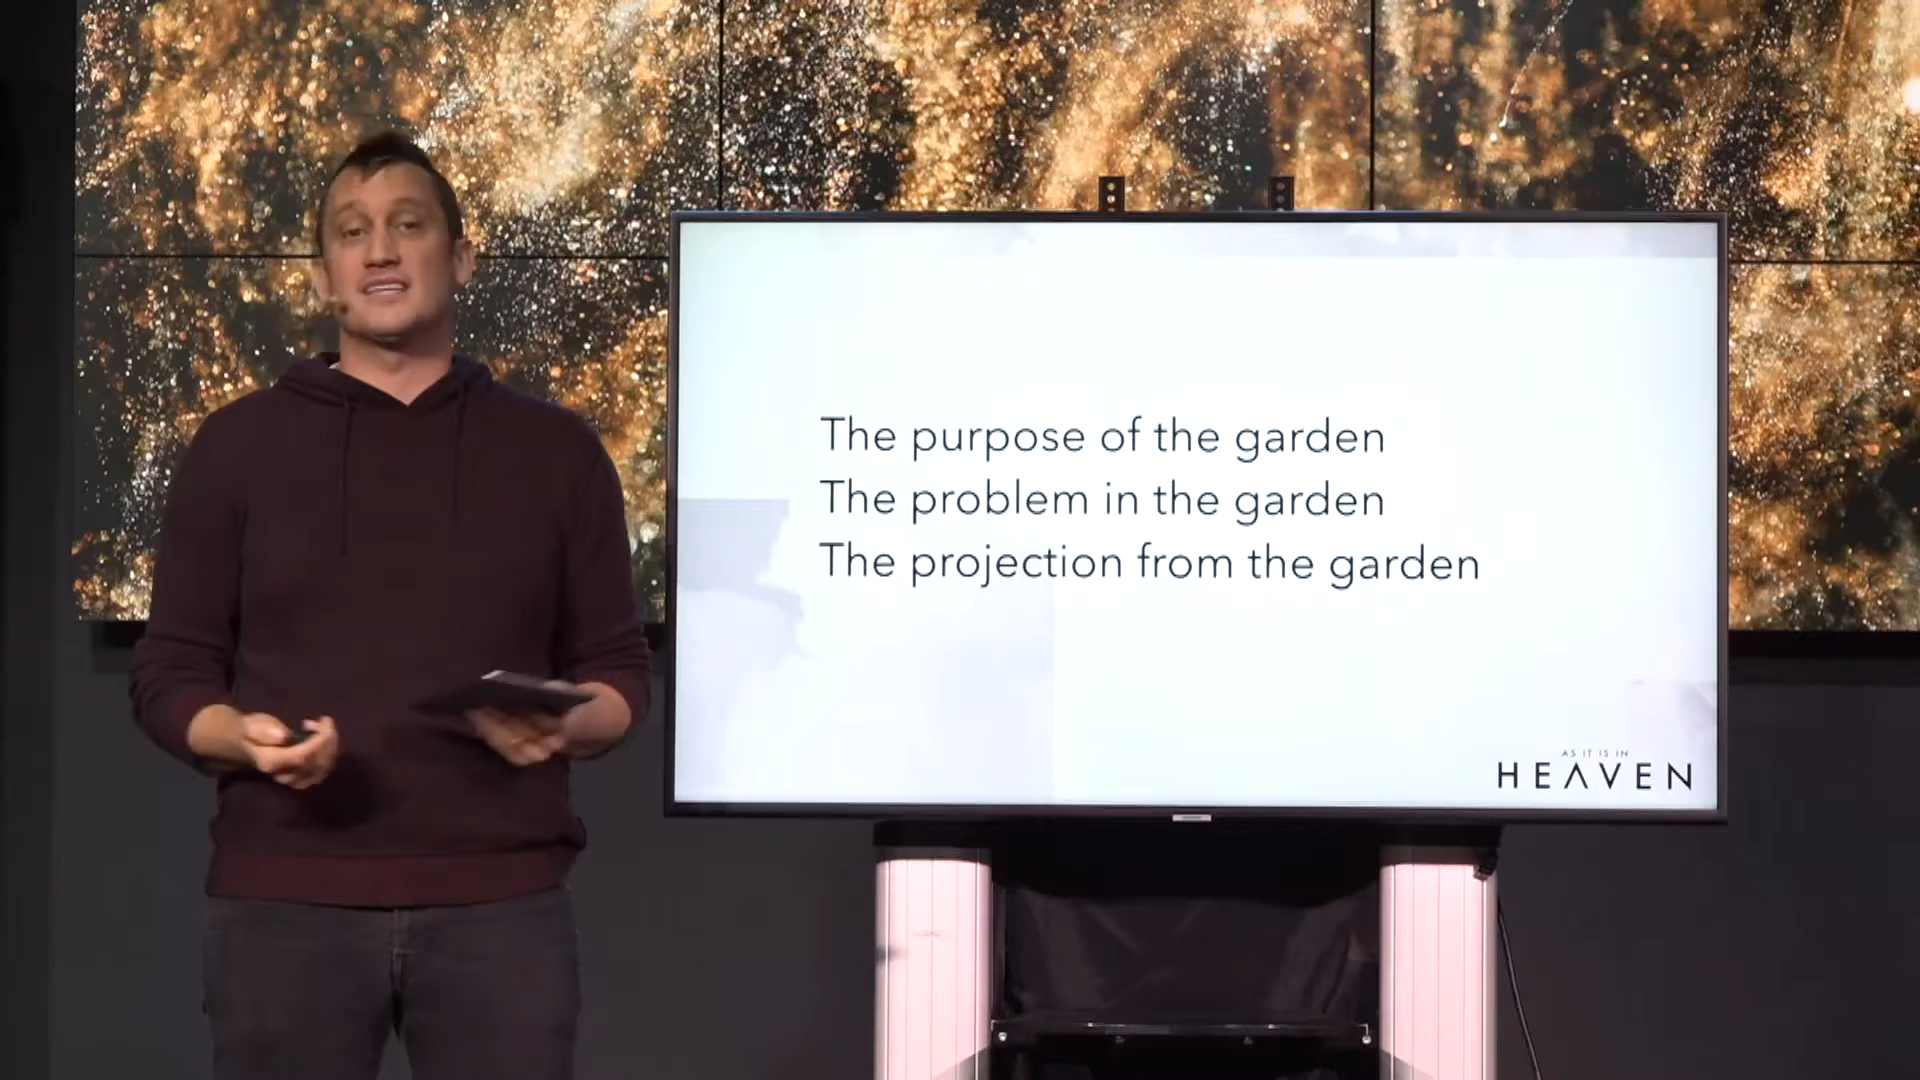 The purpose of the garden
The problem in the garden
The projection from the garden
AS IT IS IN
HEAVEN